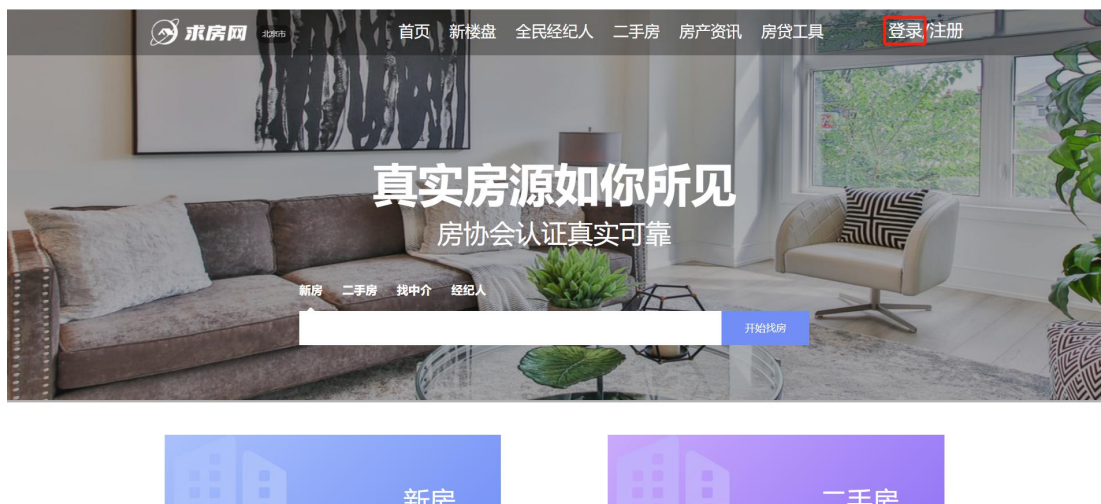 求房网 北京市 首页 新楼盘 全民经纪人 二手房 房产资讯 房贷工具 登录/注册
真实房源如你所见
房协会认证真实可靠
新房 二手房 找中介 经纪人
开始找房
新房 二手房